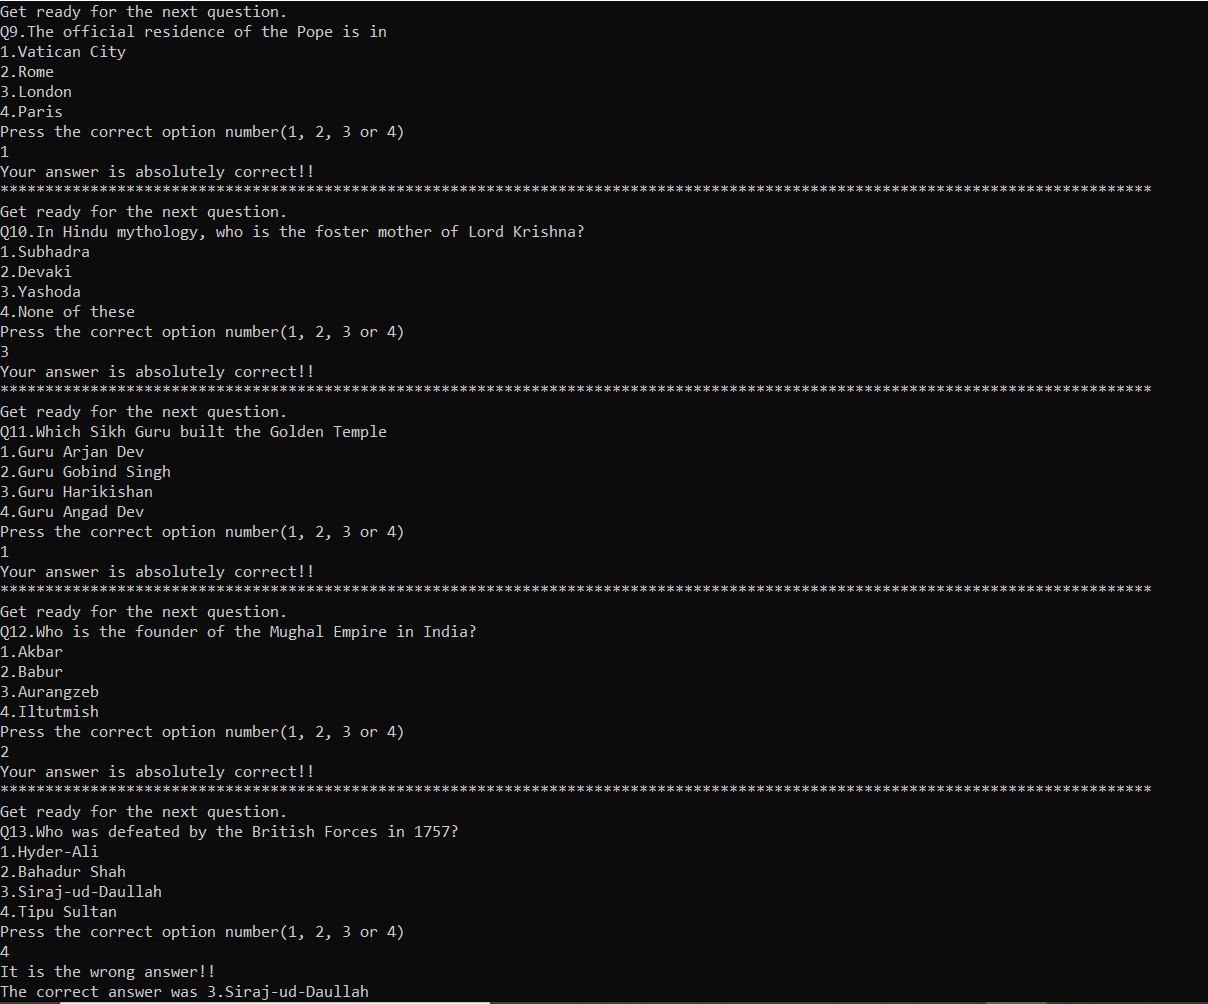 Get ready for the next question.
Q9.The official residence of the Pope is in
1.Vatican City
2.Rome
3.London
4.Paris
Press the correct option number(1, 2, 3 or 4)
1
Your answer is absolutely correct!!
********************************************************************************************************************************
Get ready for the next question.
Q10.In Hindu mythology, who is the foster mother of Lord Krishna?
1.Subhadra
2.Devaki
3.Yashoda
4.None of these
Press the correct option number(1, 2, 3 or 4)
3
Your answer is absolutely correct!!
********************************************************************************************************************************
Get ready for the next question.
Q11.Which Sikh Guru built the Golden Temple
1.Guru Arjan Dev
2.Guru Gobind Singh
3.Guru Harikishan
4.Guru Angad Dev
Press the correct option number(1, 2, 3 or 4)
1
Your answer is absolutely correct!!
********************************************************************************************************************************
Get ready for the next question.
Q12.Who is the founder of the Mughal Empire in India?
1.Akbar
2.Babur
3.Aurangzeb
4.Iltutmish
Press the correct option number(1, 2, 3 or 4)
2
Your answer is absolutely correct!!
********************************************************************************************************************************
Get ready for the next question.
Q13.Who was defeated by the British Forces in 1757?
1.Hyder-Ali
2.Bahadur Shah
3.Siraj-ud-Daullah
4.Tipu Sultan
Press the correct option number(1, 2, 3 or 4)
4
It is the wrong answer!!
The correct answer was 3.Siraj-ud-Daullah